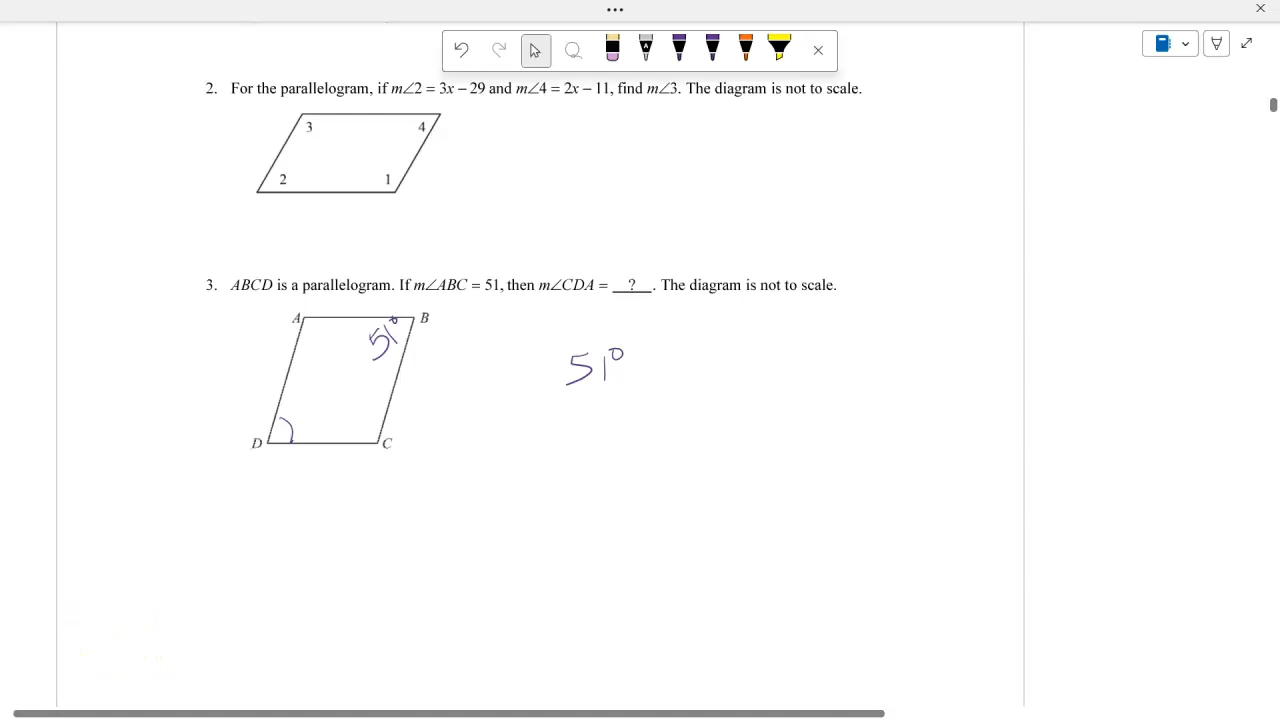 2. For the parallelogram, if m∠2 = 3x − 29 and m∠4 = 2x − 11, find m∠3. The diagram is not to scale.
3 4
2 1
3. ABCD is a parallelogram. If m∠ABC = 51, then m∠CDA = __?__. The diagram is not to scale.
A 51° B
51°
D C